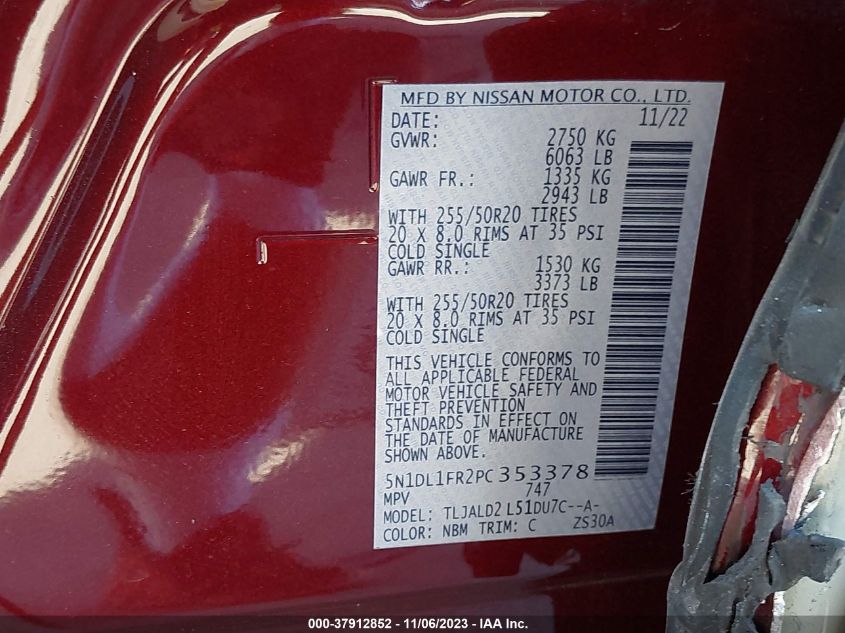 MFD BY NISSAN MOTOR CO., LTD.
DATE: 11/22
GVWR: 2750 KG
6063 LB
GAWR FR.: 1335 KG
2943 LB
WITH 255/50R20 TIRES
20 X 8.0 RIMS AT 35 PSI
COLD SINGLE
GAWR RR.: 1530 KG
3373 LB
WITH 255/50R20 TIRES
20 X 8.0 RIMS AT 35 PSI
COLD SINGLE
THIS VEHICLE CONFORMS TO
ALL APPLICABLE FEDERAL
MOTOR VEHICLE SAFETY AND
THEFT PREVENTION
STANDARDS IN EFFECT ON
THE DATE OF MANUFACTURE
SHOWN ABOVE.
5N1DL1FR2PC353378
MPV 747
MODEL: TLJALD2 L51DU7C--A-
COLOR: NBM TRIM: C ZS30A
000-37912852 - 11/06/2023 - IAA Inc.